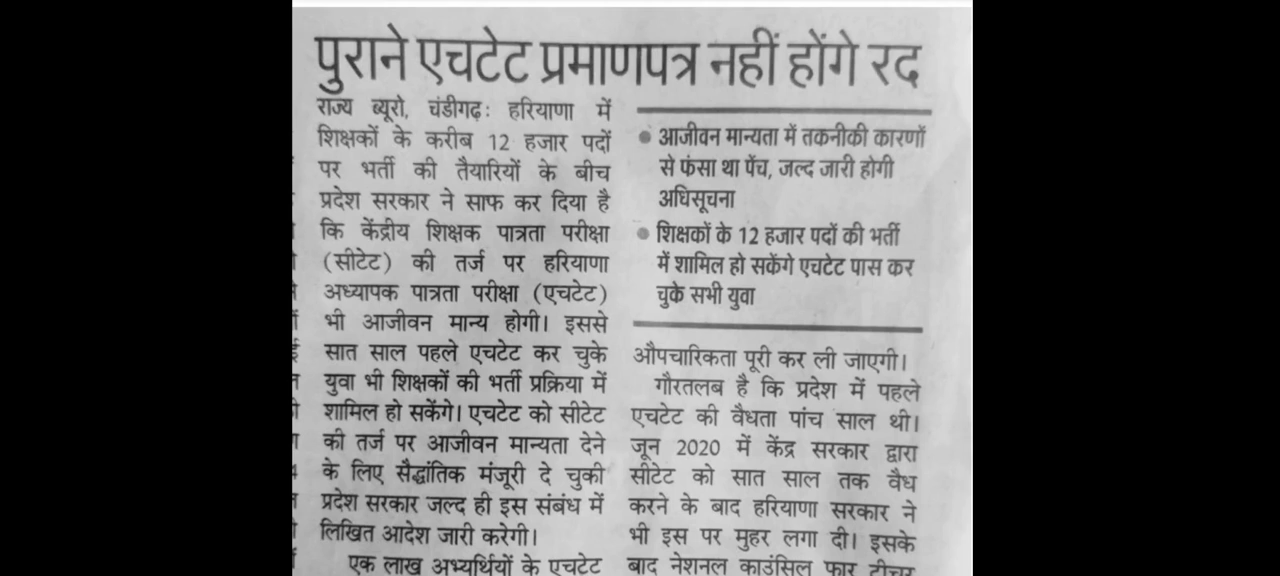 पुराने एचटेट प्रमाणपत्र नहीं होंगे रद
राज्य ब्यूरो, चंडीगढ़ः हरियाणा में
शिक्षकों के करीब 12 हजार पदों
पर भर्ती की तैयारियों के बीच
प्रदेश सरकार ने साफ कर दिया है
कि केंद्रीय शिक्षक पात्रता परीक्षा
(सीटेट) की तर्ज पर हरियाणा
अध्यापक पात्रता परीक्षा (एचटेट)
भी आजीवन मान्य होगी। इससे
सात साल पहले एचटेट कर चुके
युवा भी शिक्षकों की भर्ती प्रक्रिया में
शामिल हो सकेंगे। एचटेट को सीटेट
की तर्ज पर आजीवन मान्यता देने
के लिए सैद्धांतिक मंजूरी दे चुकी
प्रदेश सरकार जल्द ही इस संबंध में
लिखित आदेश जारी करेगी।
एक लाख अभ्यर्थियों के एचटेट
● आजीवन मान्यता में तकनीकी कारणों
से फंसा था पेंच, जल्द जारी होगी
अधिसूचना
● शिक्षकों के 12 हजार पदों की भर्ती
में शामिल हो सकेंगे एचटेट पास कर
चुके सभी युवा
औपचारिकता पूरी कर ली जाएगी।
गौरतलब है कि प्रदेश में पहले
एचटेट की वैधता पांच साल थी।
जून 2020 में केंद्र सरकार द्वारा
सीटेट को सात साल तक वैध
करने के बाद हरियाणा सरकार ने
भी इस पर मुहर लगा दी। इसके
बाद नेशनल काउंसिल फार टीचर